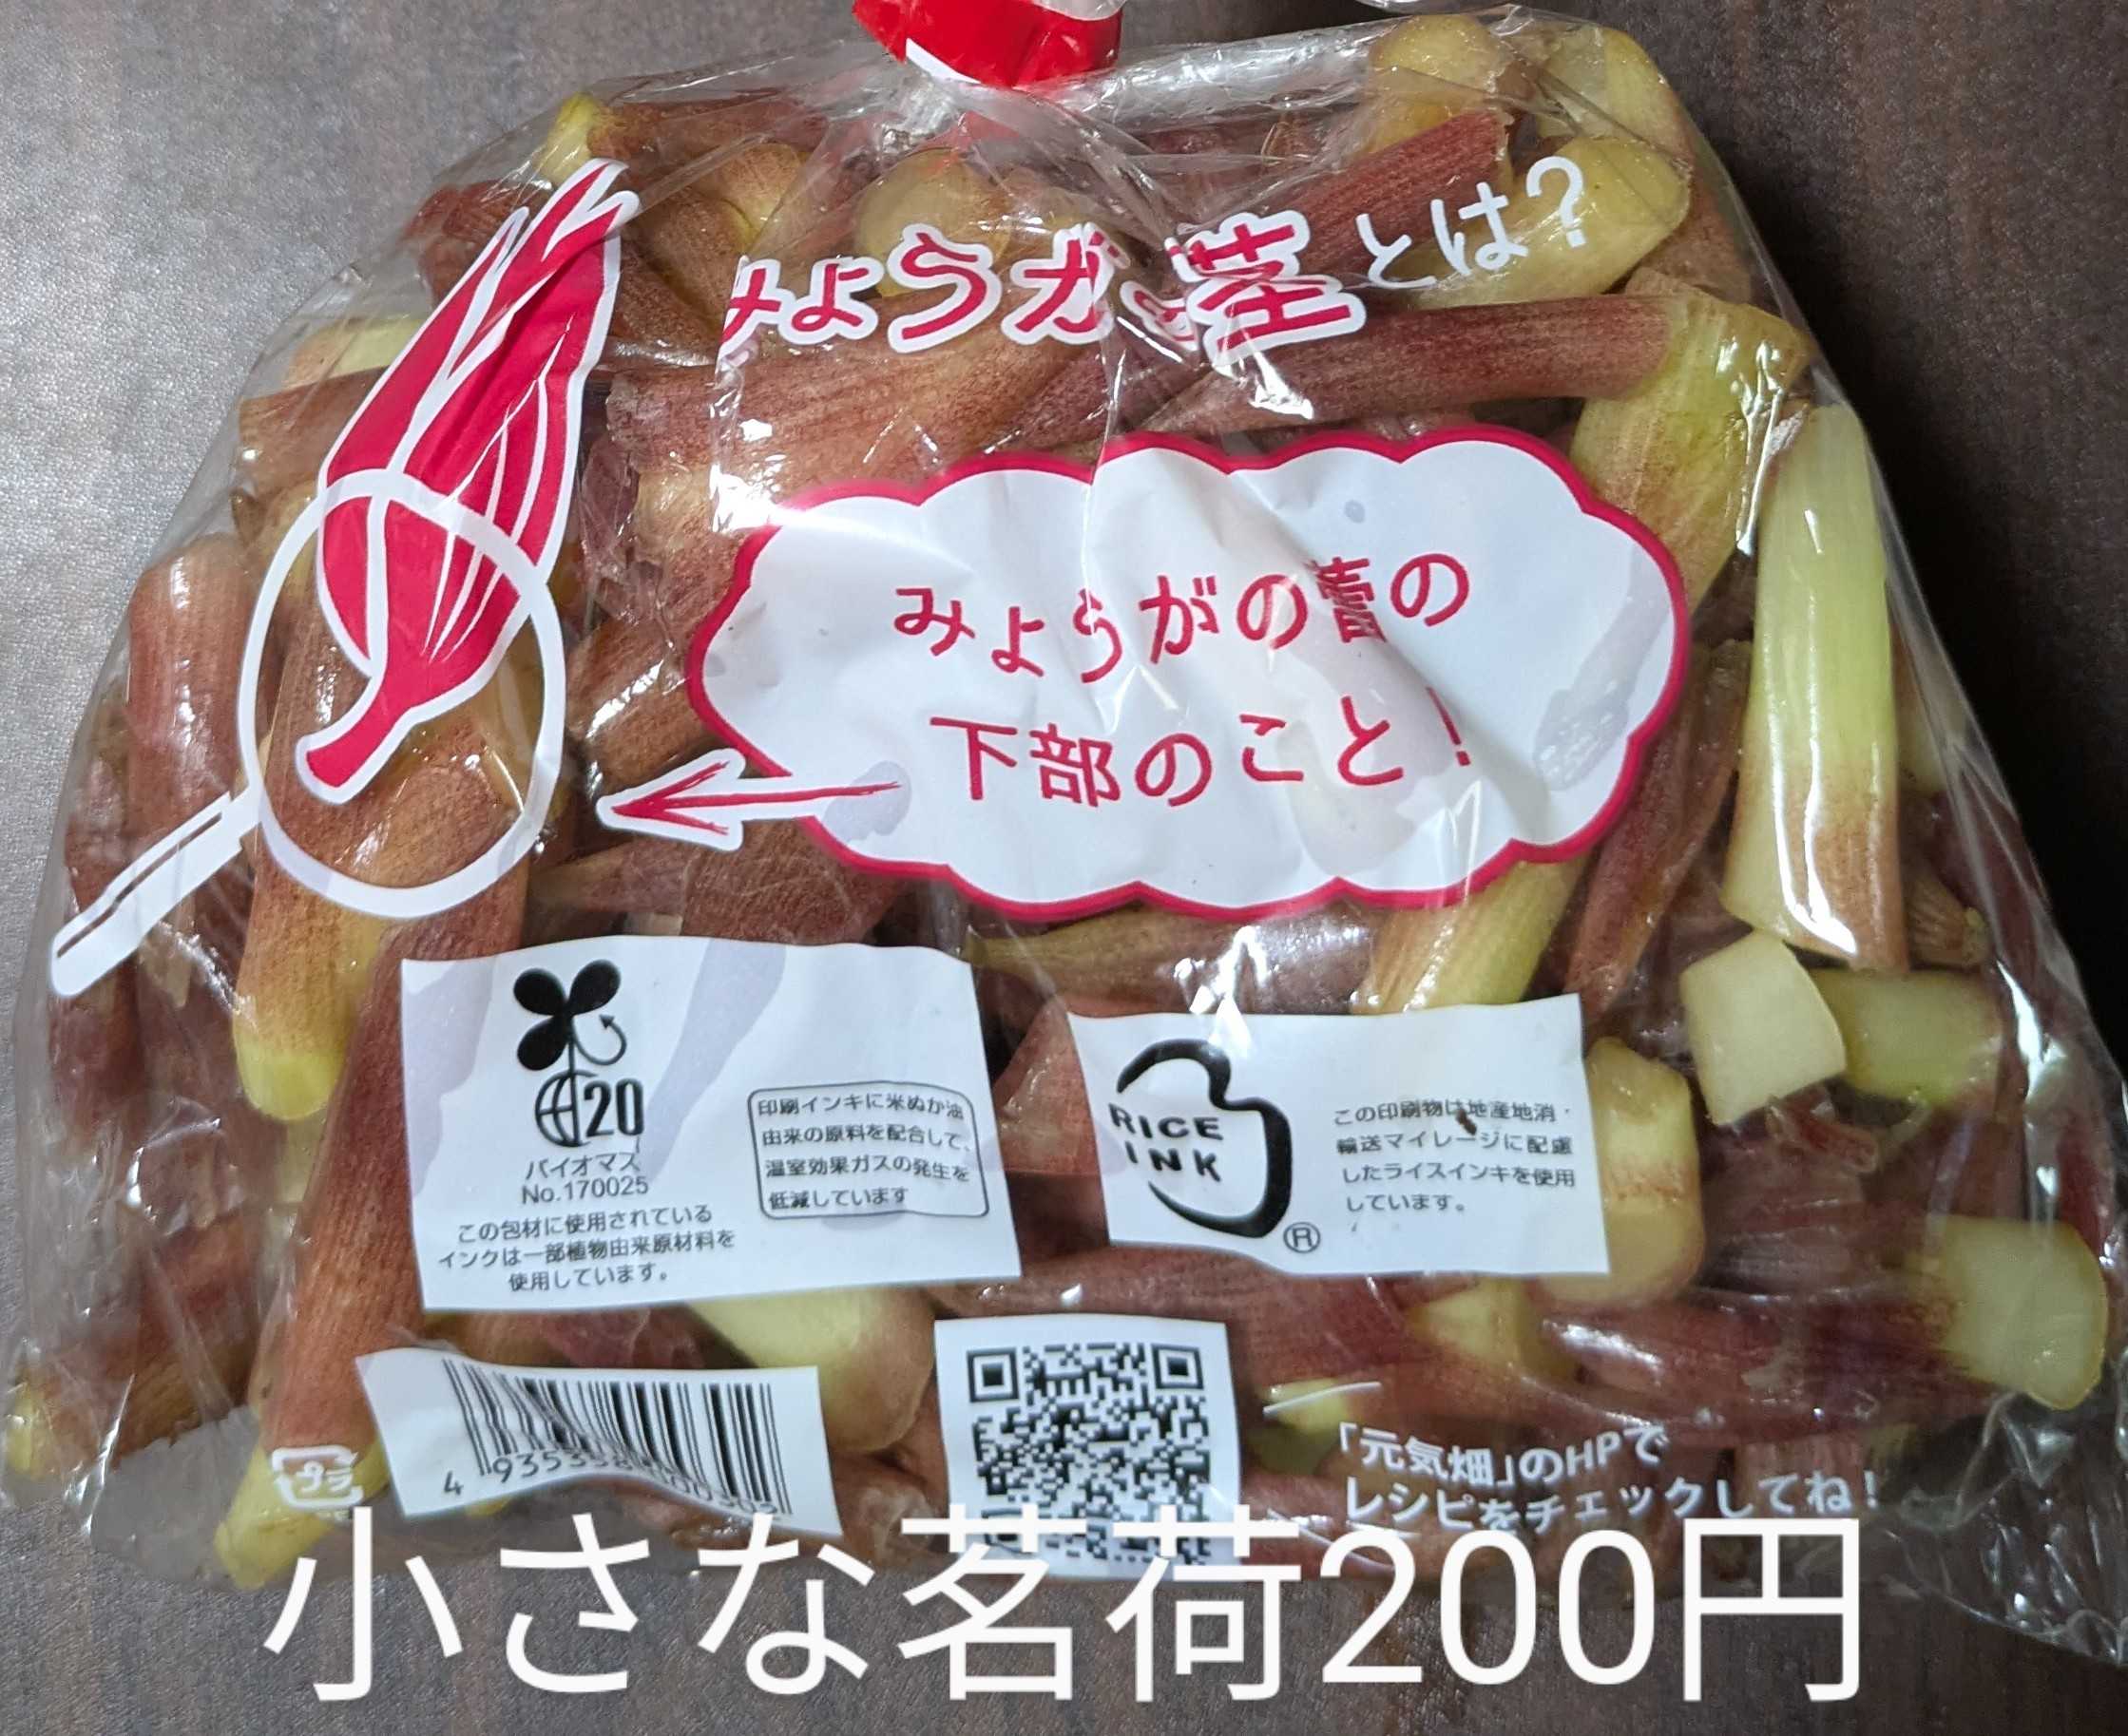 みょうがの茎とは?
みょうがの蕾の
下部のこと!
20
バイオマス
No.170025
この包材に使用されている
インクは一部植物由来原材料を
使用しています。
印刷インキに米ぬか油
由来の原料を配合して、
温室効果ガスの発生を
低減しています
RICE
INK
®
この印刷物は地産地消・
輸送マイレージに配慮
したライスインキを使用
しています。
プラ
「元気畑」のHPで
レシピをチェックしてね!
小さな茗荷200円